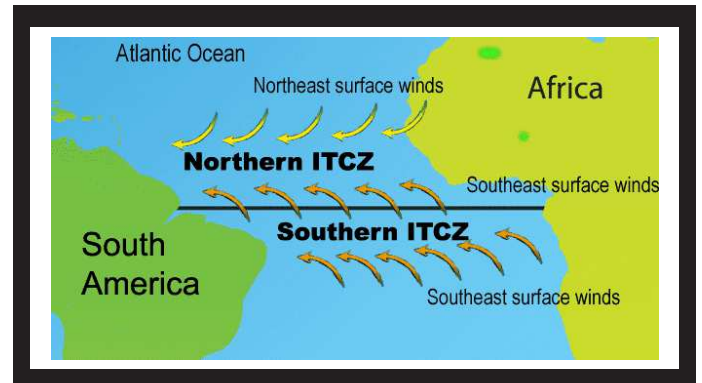 Atlantic Ocean
Northeast surface winds
Africa
Northern ITCZ
Southeast surface winds
Southern ITCZ
South
America
Southeast surface winds